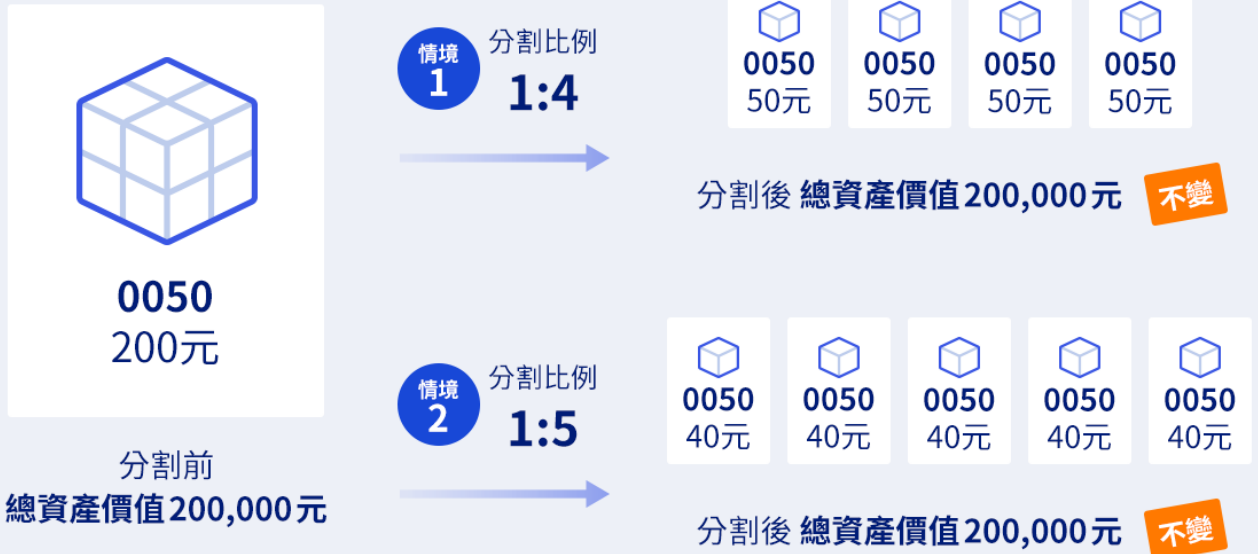 0050
200元
分割前
總資產價值200,000元
情境
1
分割比例
1:4
0050 0050 0050 0050
50元 50元 50元 50元
分割後 總資產價值200,000元 不變
情境
2
分割比例
1:5
0050 0050 0050 0050 0050
40元 40元 40元 40元 40元
分割後 總資產價值200,000元 不變